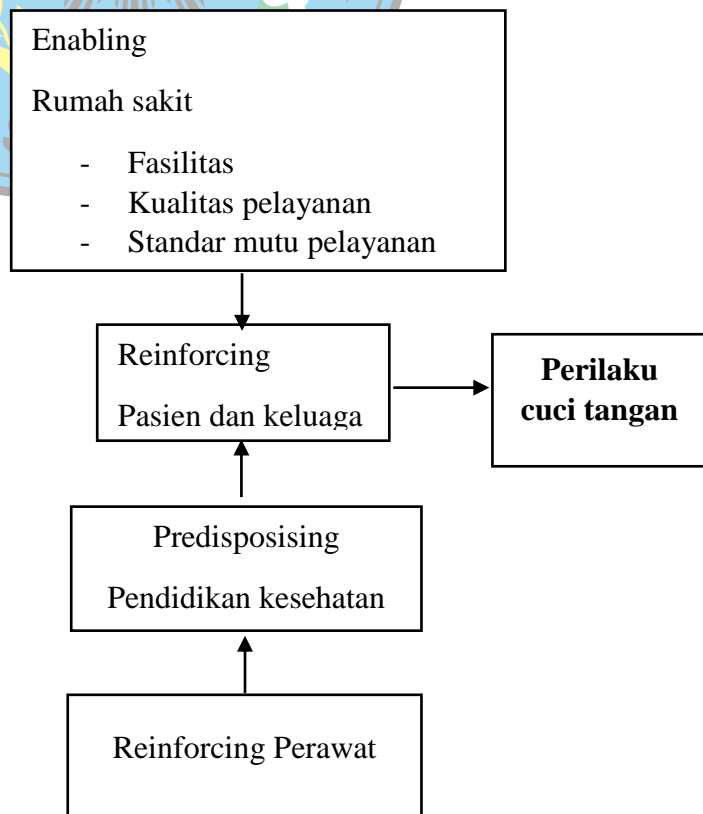 Enabling
Rumah sakit
- Fasilitas
- Kualitas pelayanan
- Standar mutu pelayanan
Reinforcing
Pasien dan keluaga
Perilaku
cuci tangan
Predisposising
Pendidikan kesehatan
Reinforcing Perawat